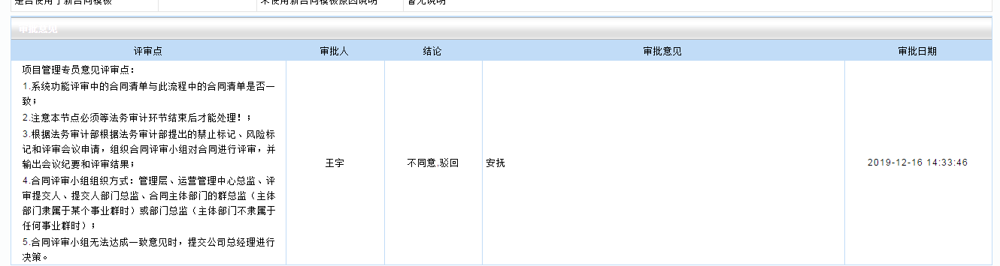 是否使用了新合同模板 未使用新合同模板原因说明 暂无说明
审批意见
评审点 审批人 结论 审批意见 审批日期
项目管理专员意见评审点：
1.系统功能评审中的合同清单与此流程中的合同清单是否一
致；
2.注意本节点必须等法务审计环节结束后才能处理！；
3.根据法务审计部根据法务审计部提出的禁止标记、风险标
记和评审会议申请，组织合同评审小组对合同进行评审，并
输出会议纪要和评审结果；
王宇 不同意,驳回 安抚 2019-12-16 14:33:46
4.合同评审小组组织方式：管理层、运营管理中心总监、评
审提交人、提交人部门总监、合同主体部门的群总监（主体
部门隶属于某个事业群时）或部门总监（主体部门不隶属于
任何事业群时）；
5.合同评审小组无法达成一致意见时，提交公司总经理进行
决策。